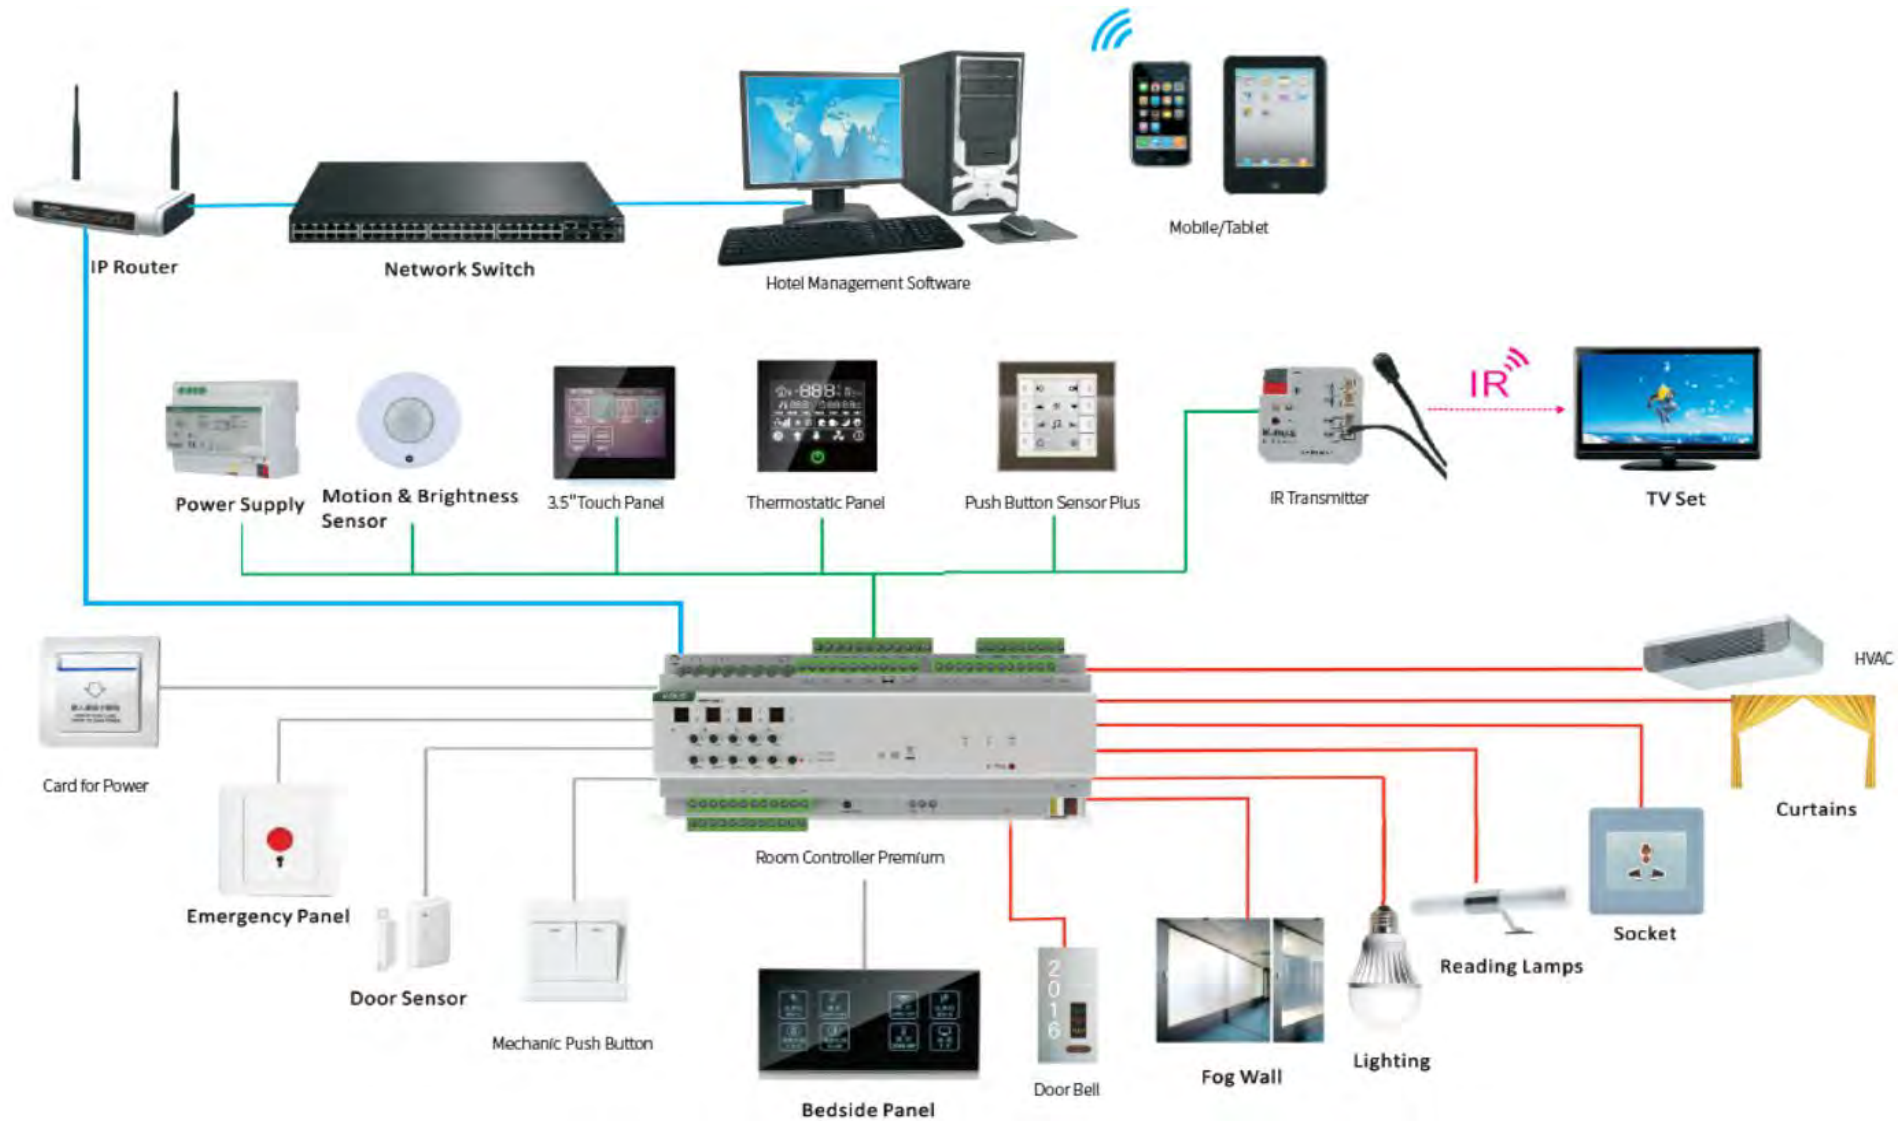 IP Router
Network Switch
Hotel Management Software
Mobile/Tablet
IR
Power Supply
Motion & Brightness
Sensor
3.5"Touch Panel
Thermostatic Panel
Push Button Sensor Plus
IR Transmitter
TV Set
HVAC
Card for Power
Curtains
Room Controller Premium
Emergency Panel
Socket
Reading Lamps
Door Sensor
2016
Mechanic Push Button
Lighting
Fog Wall
Door Bell
Bedside Panel